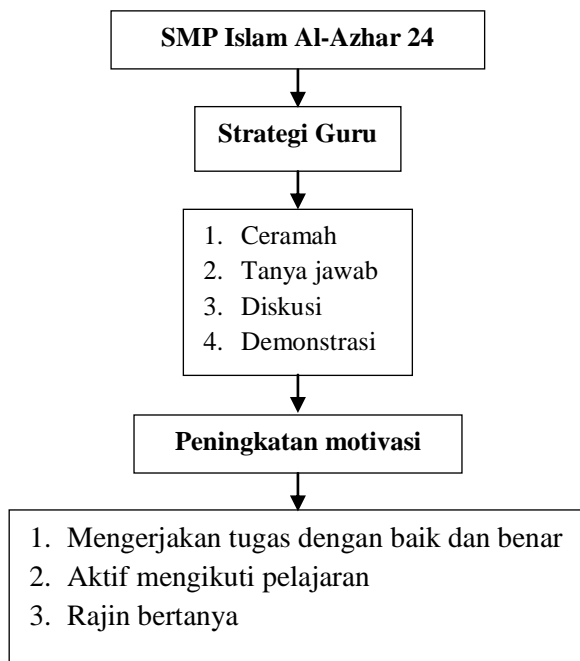 SMP Islam Al-Azhar 24
Strategi Guru
1. Ceramah
2. Tanya jawab
3. Diskusi
4. Demonstrasi
Peningkatan motivasi
1. Mengerjakan tugas dengan baik dan benar
2. Aktif mengikuti pelajaran
3. Rajin bertanya